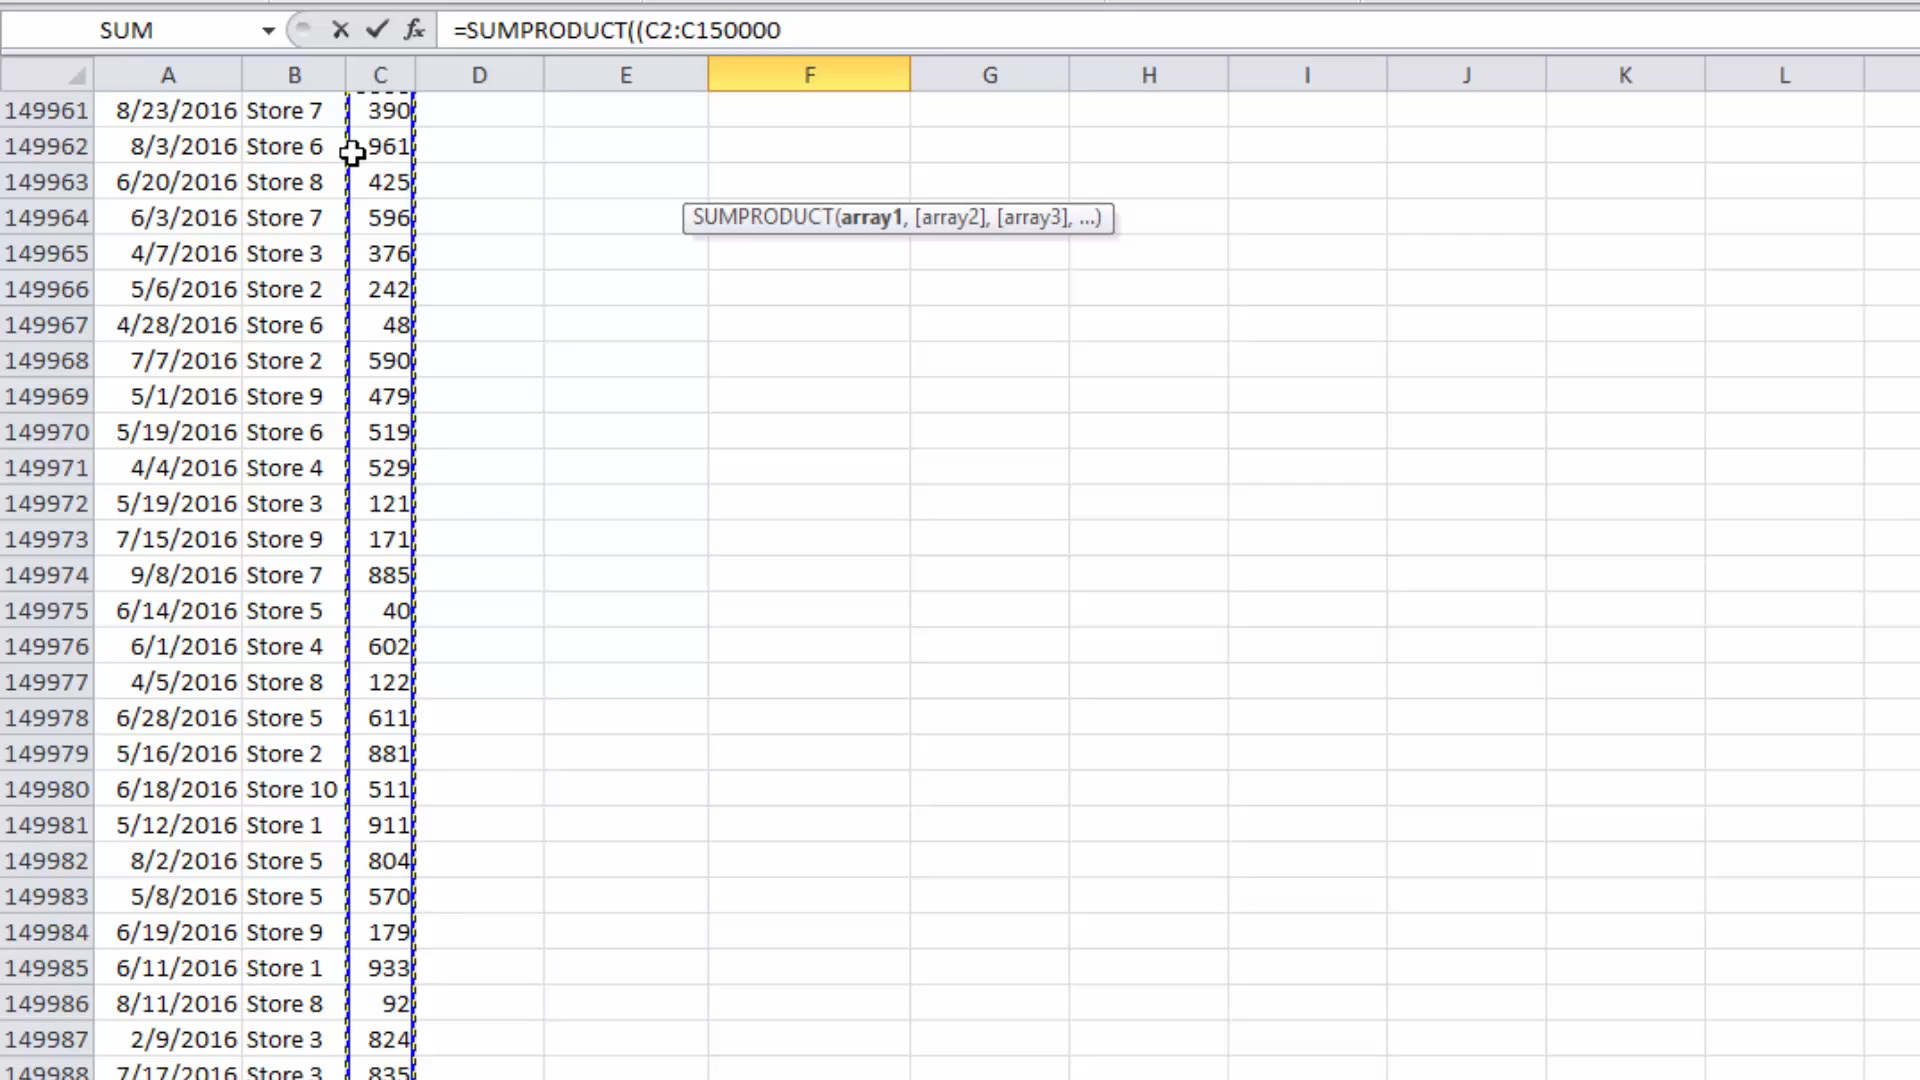 SUM fx =SUMPRODUCT((C2:C150000
A B C D E F G H I J K L
149961 8/23/2016 Store 7 390
149962 8/3/2016 Store 6 961
149963 6/20/2016 Store 8 425
149964 6/3/2016 Store 7 596 SUMPRODUCT(array1, [array2], [array3], ...)
149965 4/7/2016 Store 3 376
149966 5/6/2016 Store 2 242
149967 4/28/2016 Store 6 48
149968 7/7/2016 Store 2 590
149969 5/1/2016 Store 9 479
149970 5/19/2016 Store 6 519
149971 4/4/2016 Store 4 529
149972 5/19/2016 Store 3 121
149973 7/15/2016 Store 9 171
149974 9/8/2016 Store 7 885
149975 6/14/2016 Store 5 40
149976 6/1/2016 Store 4 602
149977 4/5/2016 Store 8 122
149978 6/28/2016 Store 5 611
149979 5/16/2016 Store 2 881
149980 6/18/2016 Store 10 511
149981 5/12/2016 Store 1 911
149982 8/2/2016 Store 5 804
149983 5/8/2016 Store 5 570
149984 6/19/2016 Store 9 179
149985 6/11/2016 Store 1 933
149986 8/11/2016 Store 8 92
149987 2/9/2016 Store 3 824
149988 7/17/2016 Store 3 835